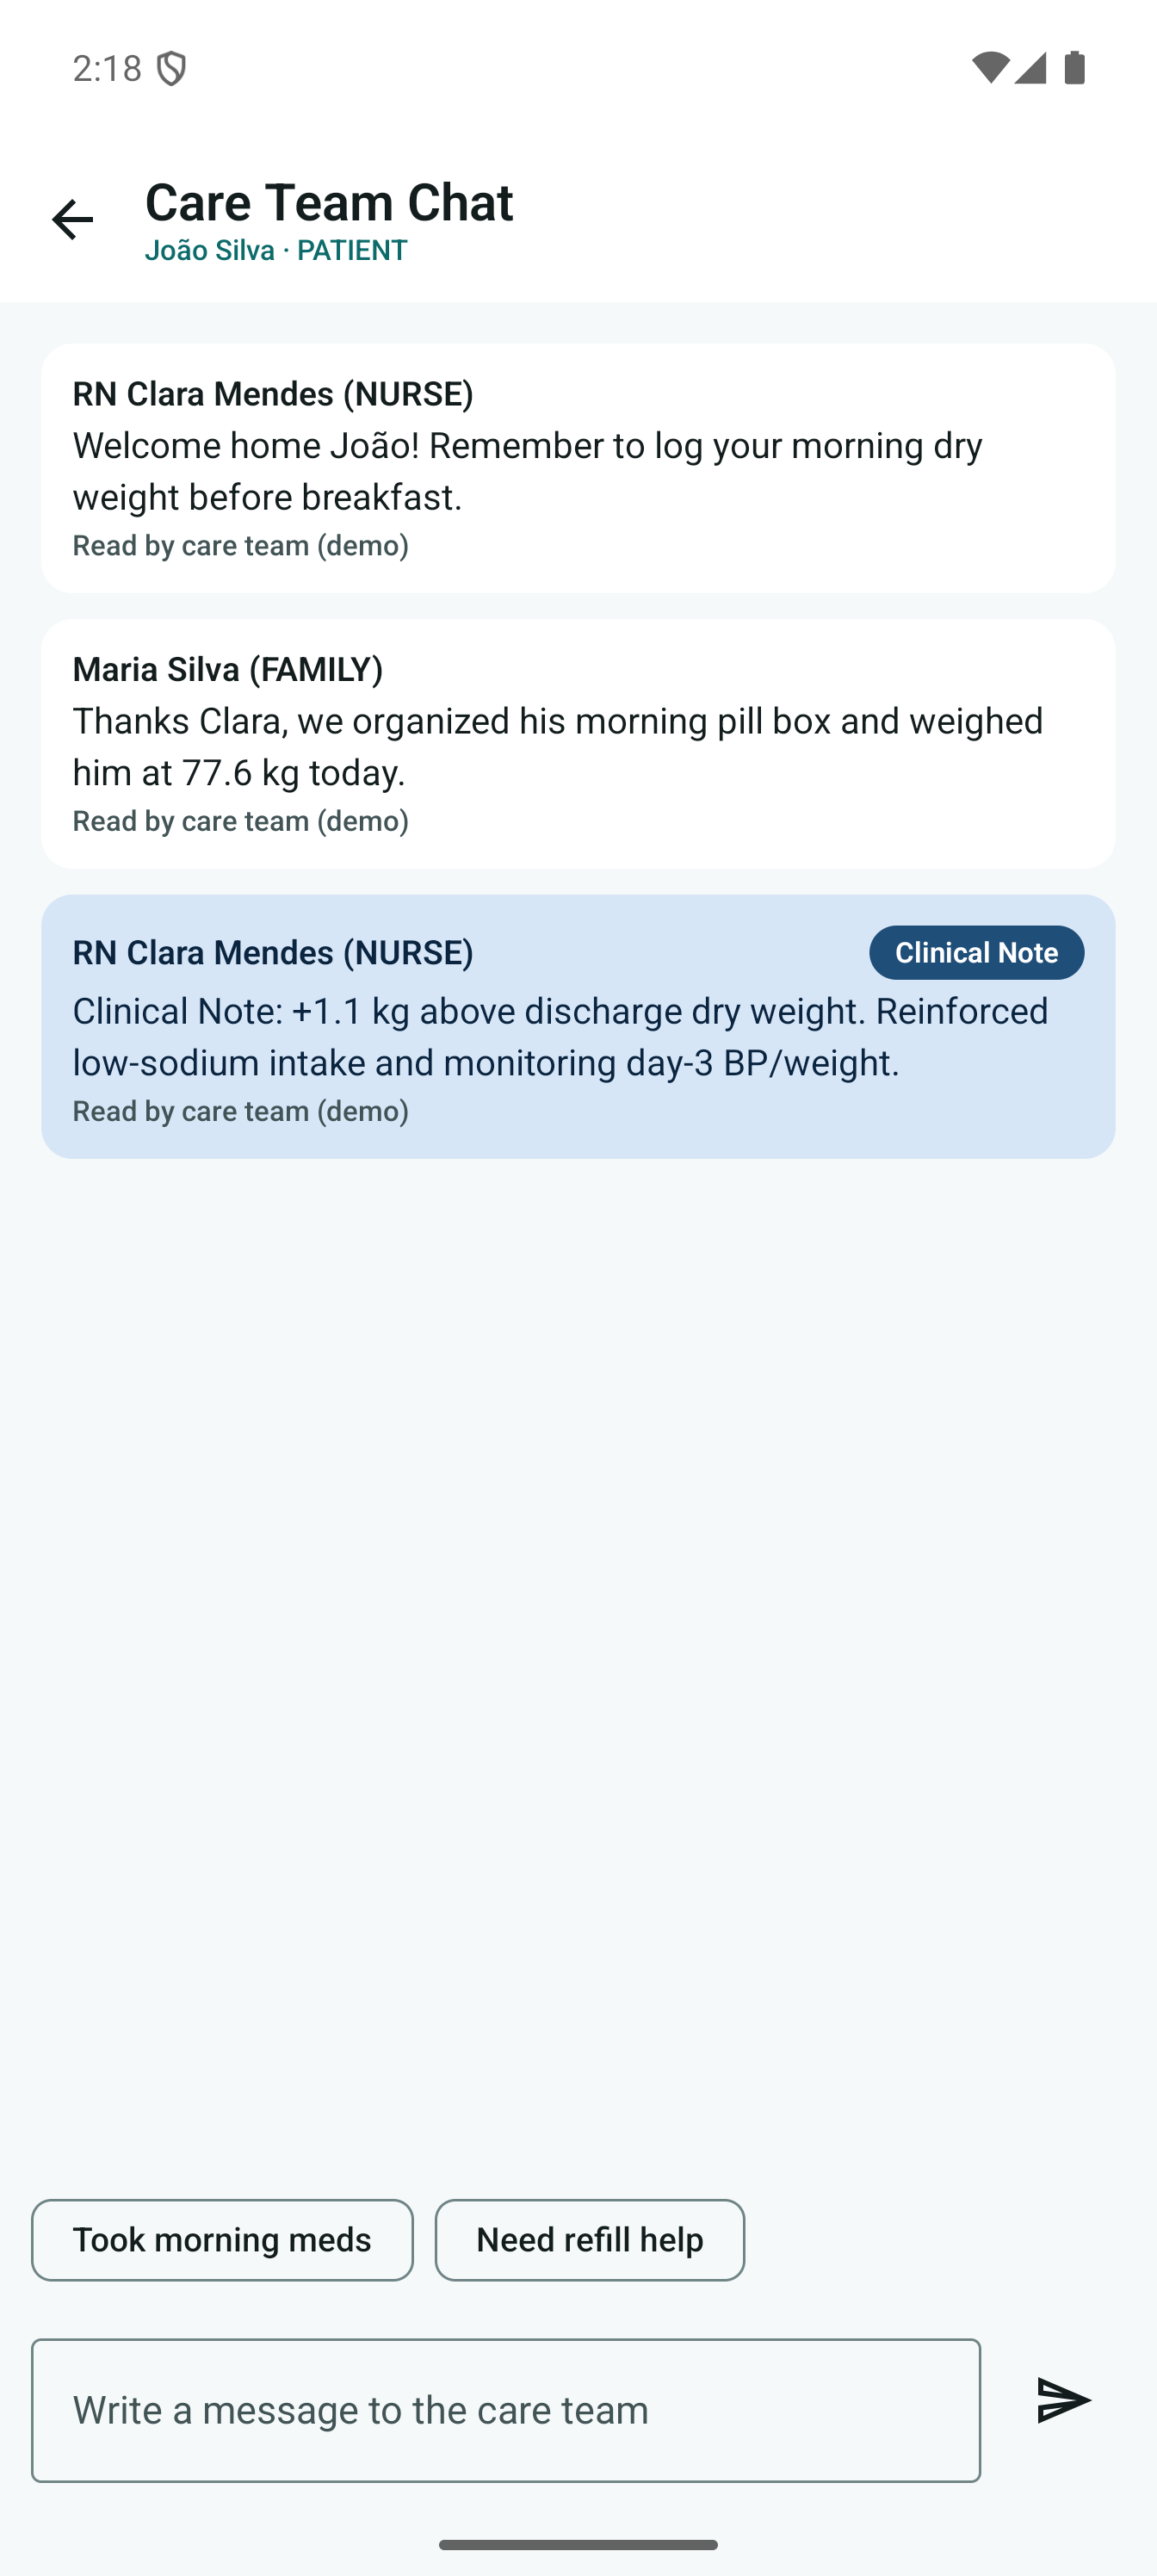 2:18
Care Team Chat
João Silva · PATIENT
RN Clara Mendes (NURSE)
Welcome home João! Remember to log your morning dry
weight before breakfast.
Read by care team (demo)
Maria Silva (FAMILY)
Thanks Clara, we organized his morning pill box and weighed
him at 77.6 kg today.
Read by care team (demo)
RN Clara Mendes (NURSE)
Clinical Note
Clinical Note: +1.1 kg above discharge dry weight. Reinforced
low-sodium intake and monitoring day-3 BP/weight.
Read by care team (demo)
Took morning meds
Need refill help
Write a message to the care team